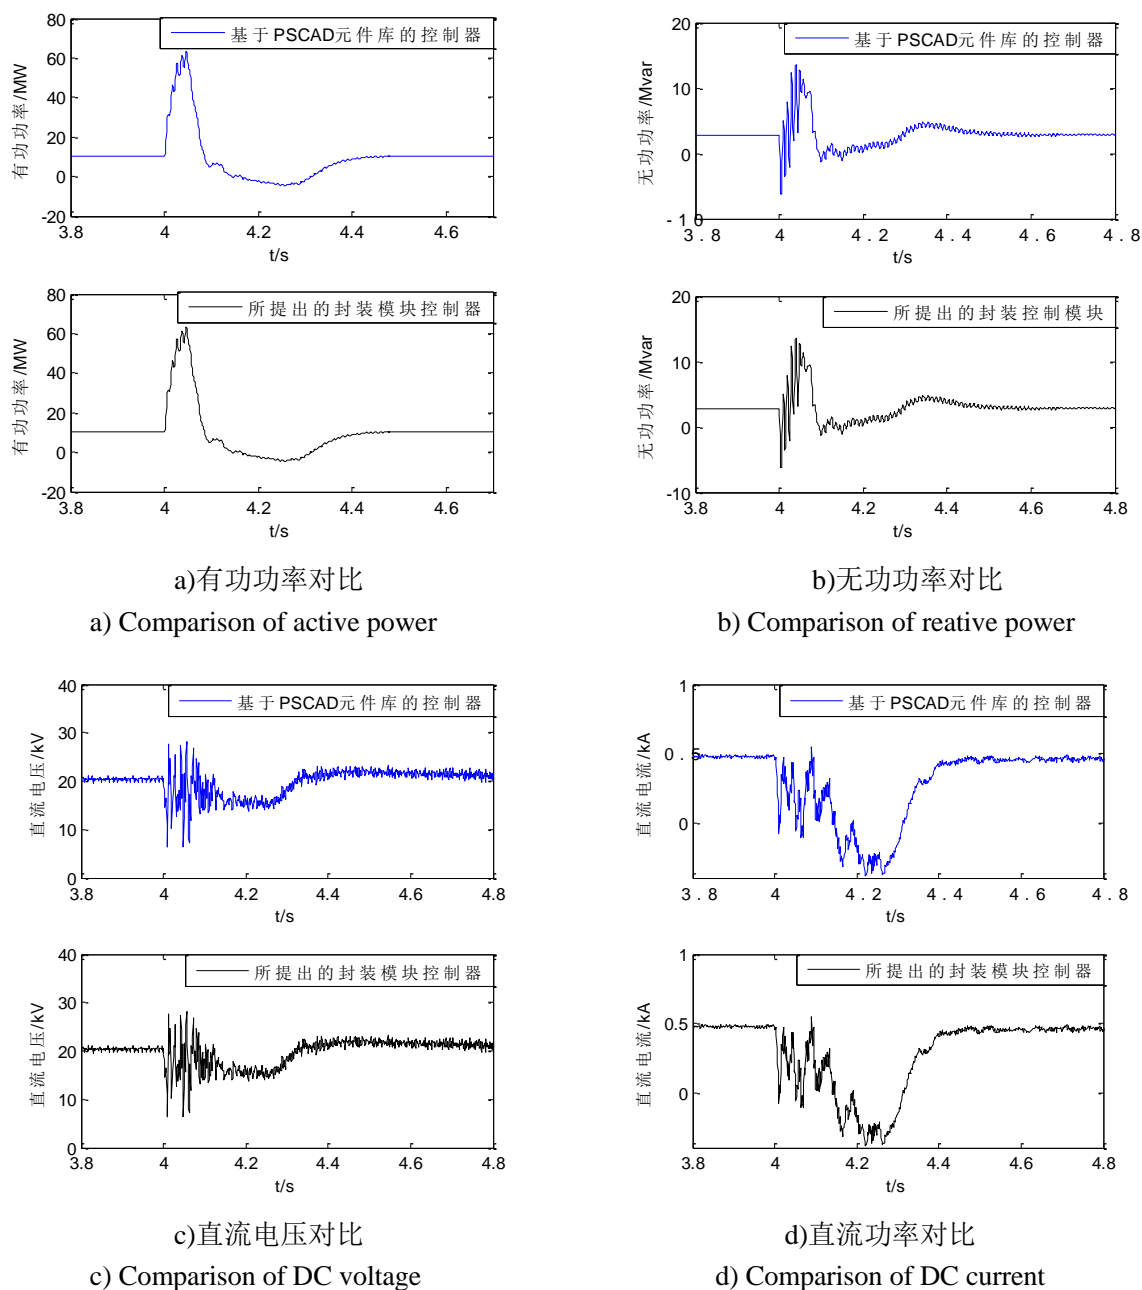 80
60
40
20
0
-20
3.8
4
4.2
4.4
4.6
t/s
有功功率/MW
基于PSCAD元件库的控制器
20
10
0
- 1 0
3 . 8
4
4 . 2
4 . 4
4 . 6
4 . 8
t/s
无功功率/Mvar
基于PSCAD元件库的控制器
80
60
40
20
0
-20
3.8
4
4.2
4.4
4.6
t/s
有功功率/MW
所提出的封装模块控制器
20
10
0
-10
3.8
4
4.2
4.4
4.6
4.8
t/s
无功功率/Mvar
所提出的封装控制模块
a)有功功率对比
a) Comparison of active power
b)无功功率对比
b) Comparison of reative power
40
30
20
10
0
3.8
4
4.2
4.4
4.6
4.8
t/s
直流电压/kV
基于PSCAD元件库的控制器
1
0.5
0
3 . 8
4
4 . 2
4 . 4
4 . 6
4 . 8
t/s
直流电流/kA
基于PSCAD元件库的控制器
40
30
20
10
0
3.8
4
4.2
4.4
4.6
4.8
t/s
直流电压/kV
所提出的封装模块控制器
1
0.5
0
3.8
4
4.2
4.4
4.6
4.8
t/s
直流电流/kA
所提出的封装模块控制器
c)直流电压对比
c) Comparison of DC voltage
d)直流功率对比
d) Comparison of DC current